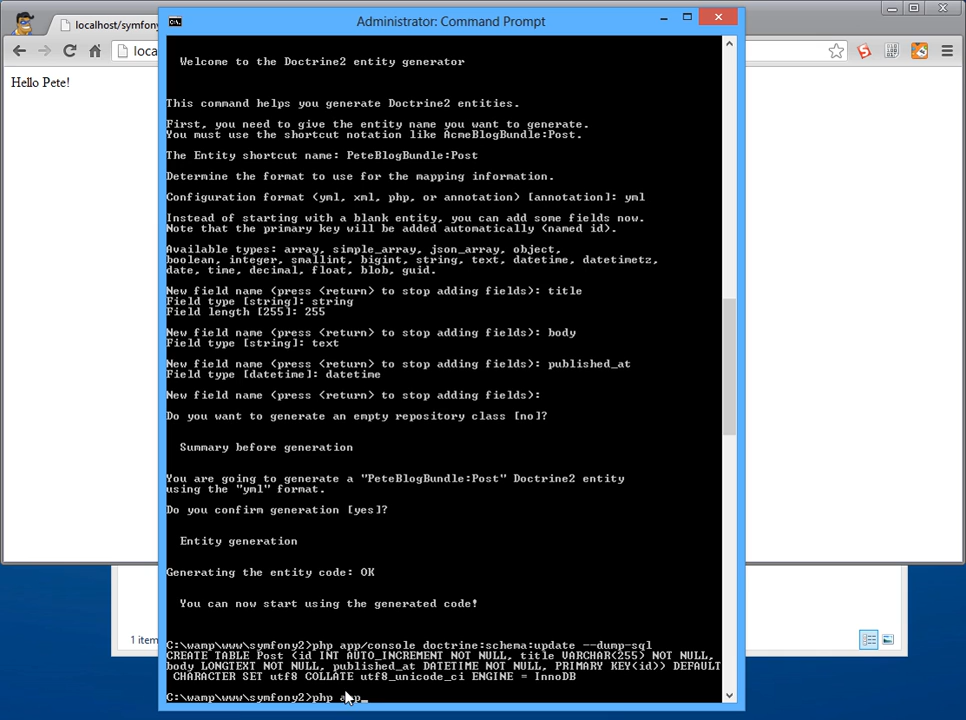 Administrator: Command Prompt
localhost/symfony
loca
Hello Pete!
Welcome to the Doctrine2 entity generator
This command helps you generate Doctrine2 entities.
First, you need to give the entity name you want to generate.
You must use the shortcut notation like AcmeBlogBundle:Post.
The Entity shortcut name: PeteBlogBundle:Post
Determine the format to use for the mapping information.
Configuration format (yml, xml, php, or annotation) [annotation]: yml
Instead of starting with a blank entity, you can add some fields now.
Note that the primary key will be added automatically (named id).
Available types: array, simple_array, json_array, object,
boolean, integer, smallint, bigint, string, text, datetime, datetimetz,
date, time, decimal, float, blob, guid.
New field name (press <return> to stop adding fields): title
Field type [string]: string
Field length [255]: 255
New field name (press <return> to stop adding fields): body
Field type [string]: text
New field name (press <return> to stop adding fields): published_at
Field type [datetime]: datetime
New field name (press <return> to stop adding fields):
Do you want to generate an empty repository class [no]?
Summary before generation
You are going to generate a "PeteBlogBundle:Post" Doctrine2 entity
using the "yml" format.
Do you confirm generation [yes]?
Entity generation
Generating the entity code: OK
You can now start using the generated code!
C:\wamp\www\symfony2>php app/console doctrine:schema:update --dump-sql
CREATE TABLE Post (id INT AUTO_INCREMENT NOT NULL, title VARCHAR(255) NOT NULL,
body LONGTEXT NOT NULL, published_at DATETIME NOT NULL, PRIMARY KEY(id)) DEFAULT
CHARACTER SET utf8 COLLATE utf8_unicode_ci ENGINE = InnoDB
C:\wamp\www\symfony2>php app_
1 item